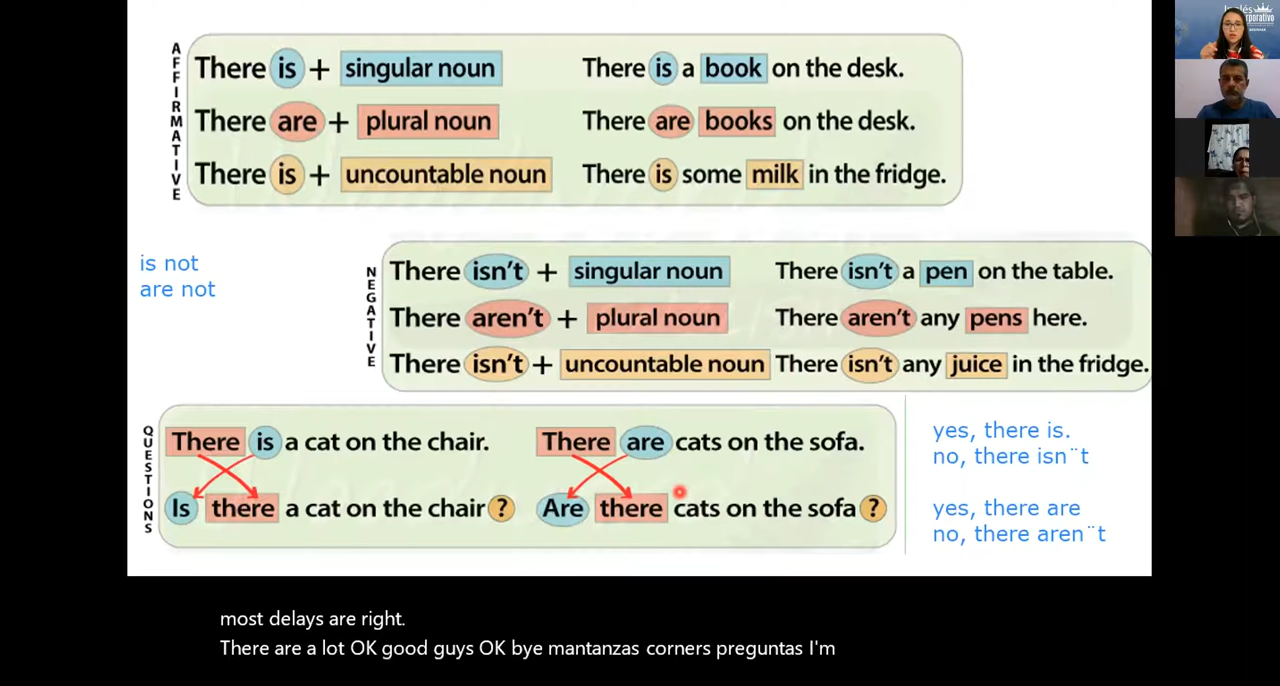 AFFIRMATIVE
There is + singular noun There is a book on the desk.
There are + plural noun There are books on the desk.
There is + uncountable noun There is some milk in the fridge.
is not
are not
NEGATIVE
There isn't + singular noun There isn't a pen on the table.
There aren't + plural noun There aren't any pens here.
There isn't + uncountable noun There isn't any juice in the fridge.
QUESTIONS
There is a cat on the chair. There are cats on the sofa.
Is there a cat on the chair? Are there cats on the sofa?
yes, there is.
no, there isn¨t
yes, there are
no, there aren¨t
most delays are right.
There are a lot OK good guys OK bye mantanzas corners preguntas I'm